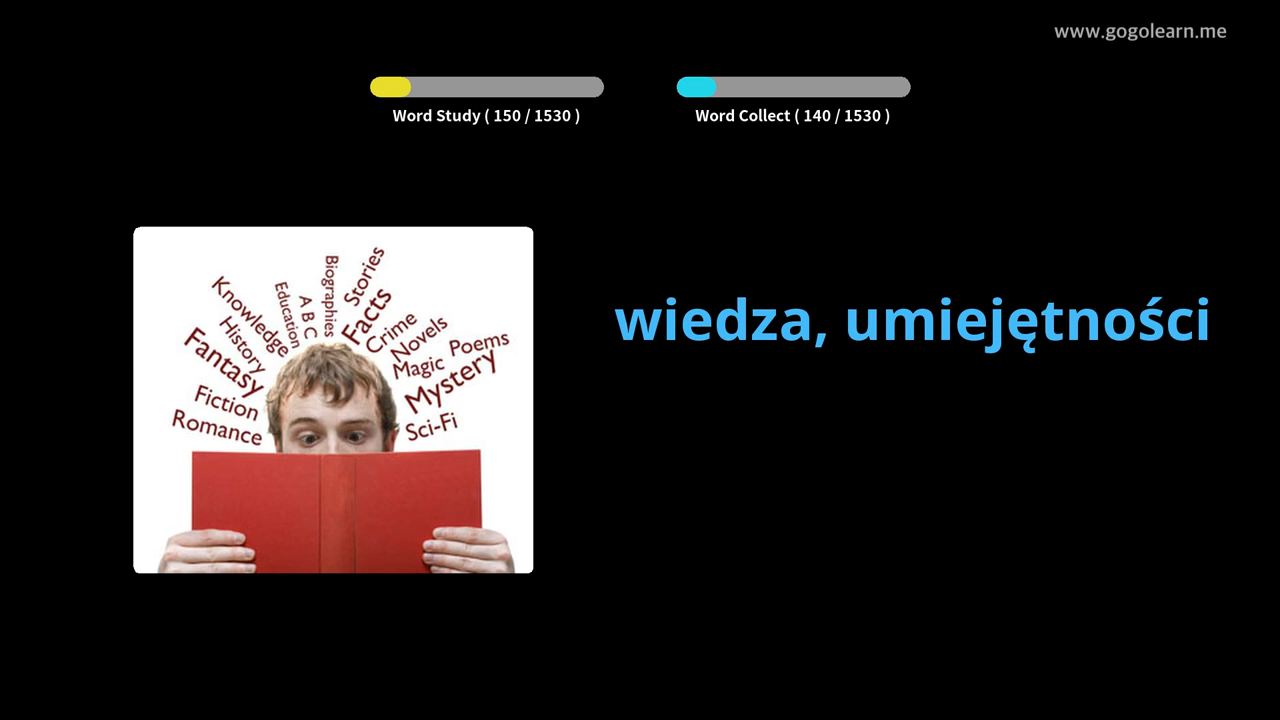 www.gogolearn.me
Word Study ( 150 / 1530 )
Word Collect ( 140 / 1530 )
Knowledge
History
Education
A B C
Biographies
Stories
Facts
Crime
Novels
Poems
Magic
Mystery
Fantasy
Fiction
Romance
Sci-Fi
wiedza, umiejętności